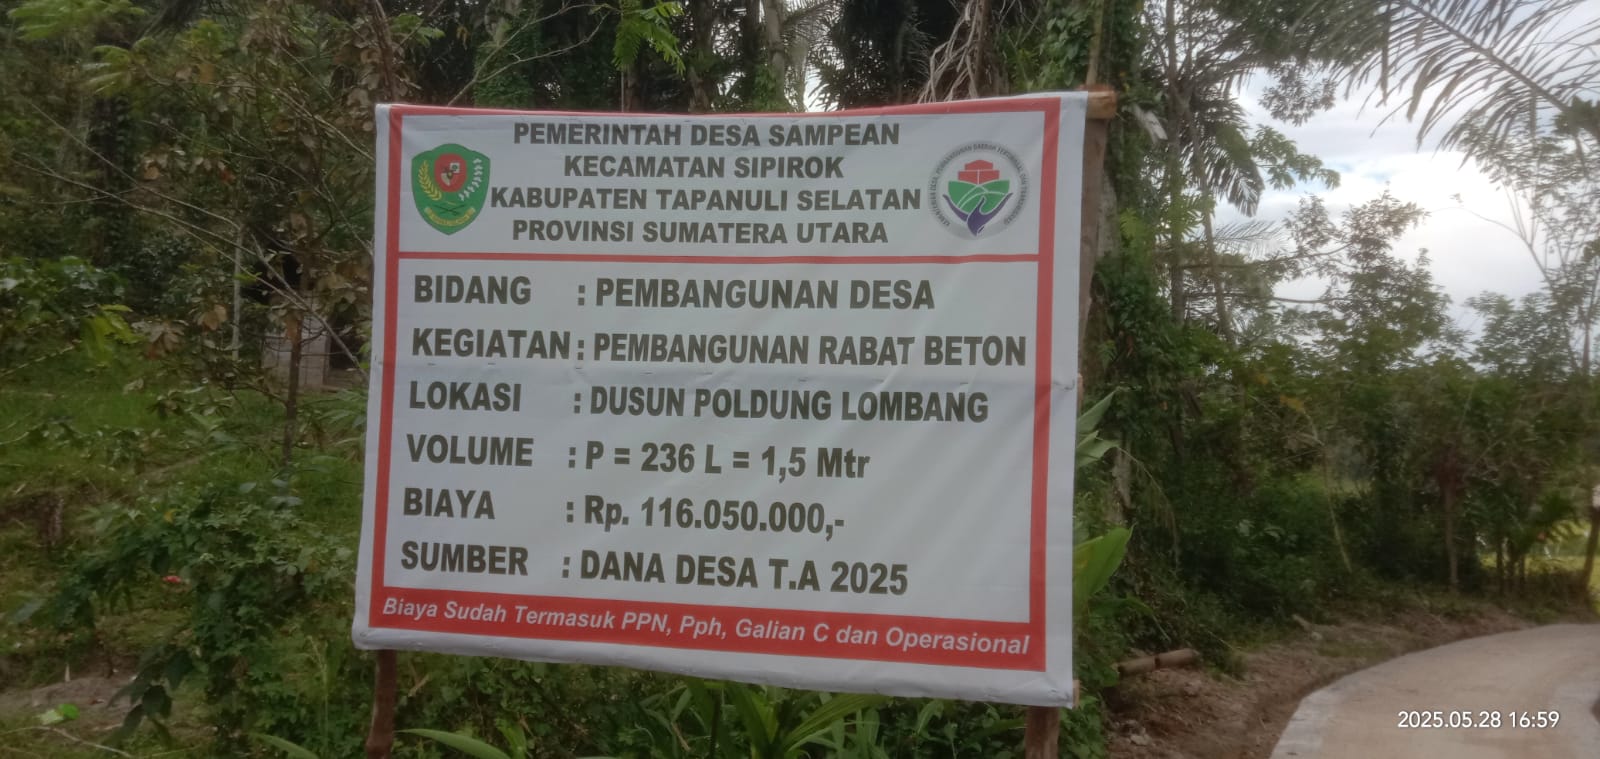 PEMERINTAH DESA SAMPEAN
KECAMATAN SIPIROK
KABUPATEN TAPANULI SELATAN
PROVINSI SUMATERA UTARA
BIDANG : PEMBANGUNAN DESA
KEGIATAN : PEMBANGUNAN RABAT BETON
LOKASI : DUSUN POLDUNG LOMBANG
VOLUME : P = 236 L = 1,5 Mtr
BIAYA : Rp. 116.050.000,-
SUMBER : DANA DESA T.A 2025
Biaya Sudah Termasuk PPN, Pph, Galian C dan Operasional
2025.05.28 16:59